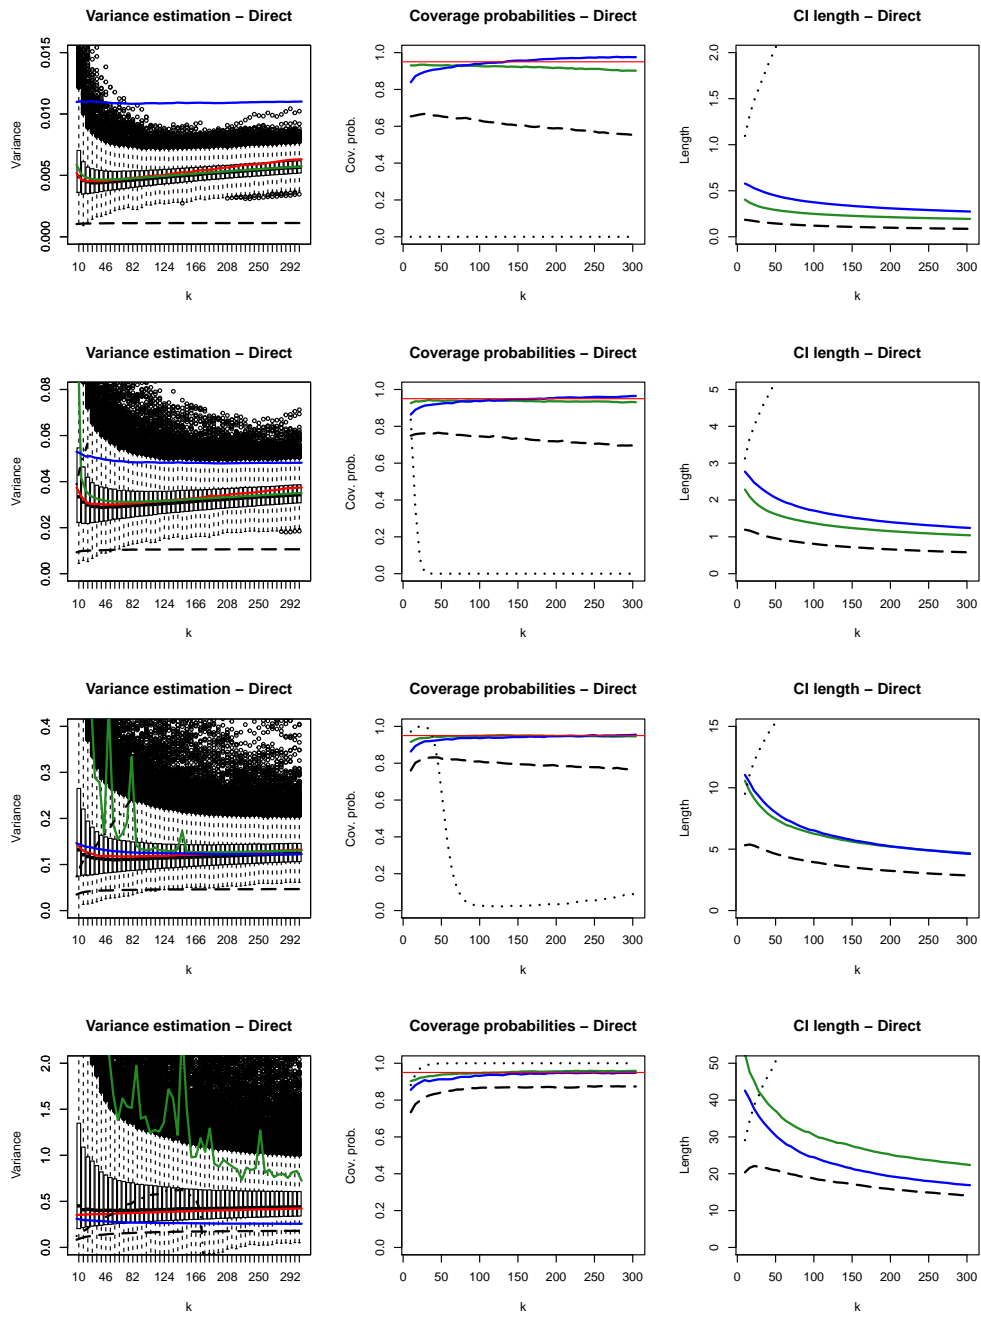 Variance estimation – Direct
Coverage probabilities – Direct
CI length – Direct
Variance
0.000 0.005 0.010 0.015
10 46 82 124 166 208 250 292
k
Cov. prob.
0.0 0.2 0.4 0.6 0.8 1.0
0 50 100 150 200 250 300
k
Length
0.0 0.5 1.0 1.5 2.0
0 50 100 150 200 250 300
k
Variance estimation – Direct
Coverage probabilities – Direct
CI length – Direct
Variance
0.00 0.02 0.04 0.06 0.08
10 46 82 124 166 208 250 292
k
Cov. prob.
0.0 0.2 0.4 0.6 0.8 1.0
0 50 100 150 200 250 300
k
Length
0 1 2 3 4 5
0 50 100 150 200 250 300
k
Variance estimation – Direct
Coverage probabilities – Direct
CI length – Direct
Variance
0.0 0.1 0.2 0.3 0.4
10 46 82 124 166 208 250 292
k
Cov. prob.
0.0 0.2 0.4 0.6 0.8 1.0
0 50 100 150 200 250 300
k
Length
0 5 10 15
0 50 100 150 200 250 300
k
Variance estimation – Direct
Coverage probabilities – Direct
CI length – Direct
Variance
0.0 0.5 1.0 1.5 2.0
10 46 82 124 166 208 250 292
k
Cov. prob.
0.0 0.2 0.4 0.6 0.8 1.0
0 50 100 150 200 250 300
k
Length
0 10 20 30 40 50
0 50 100 150 200 250 300
k